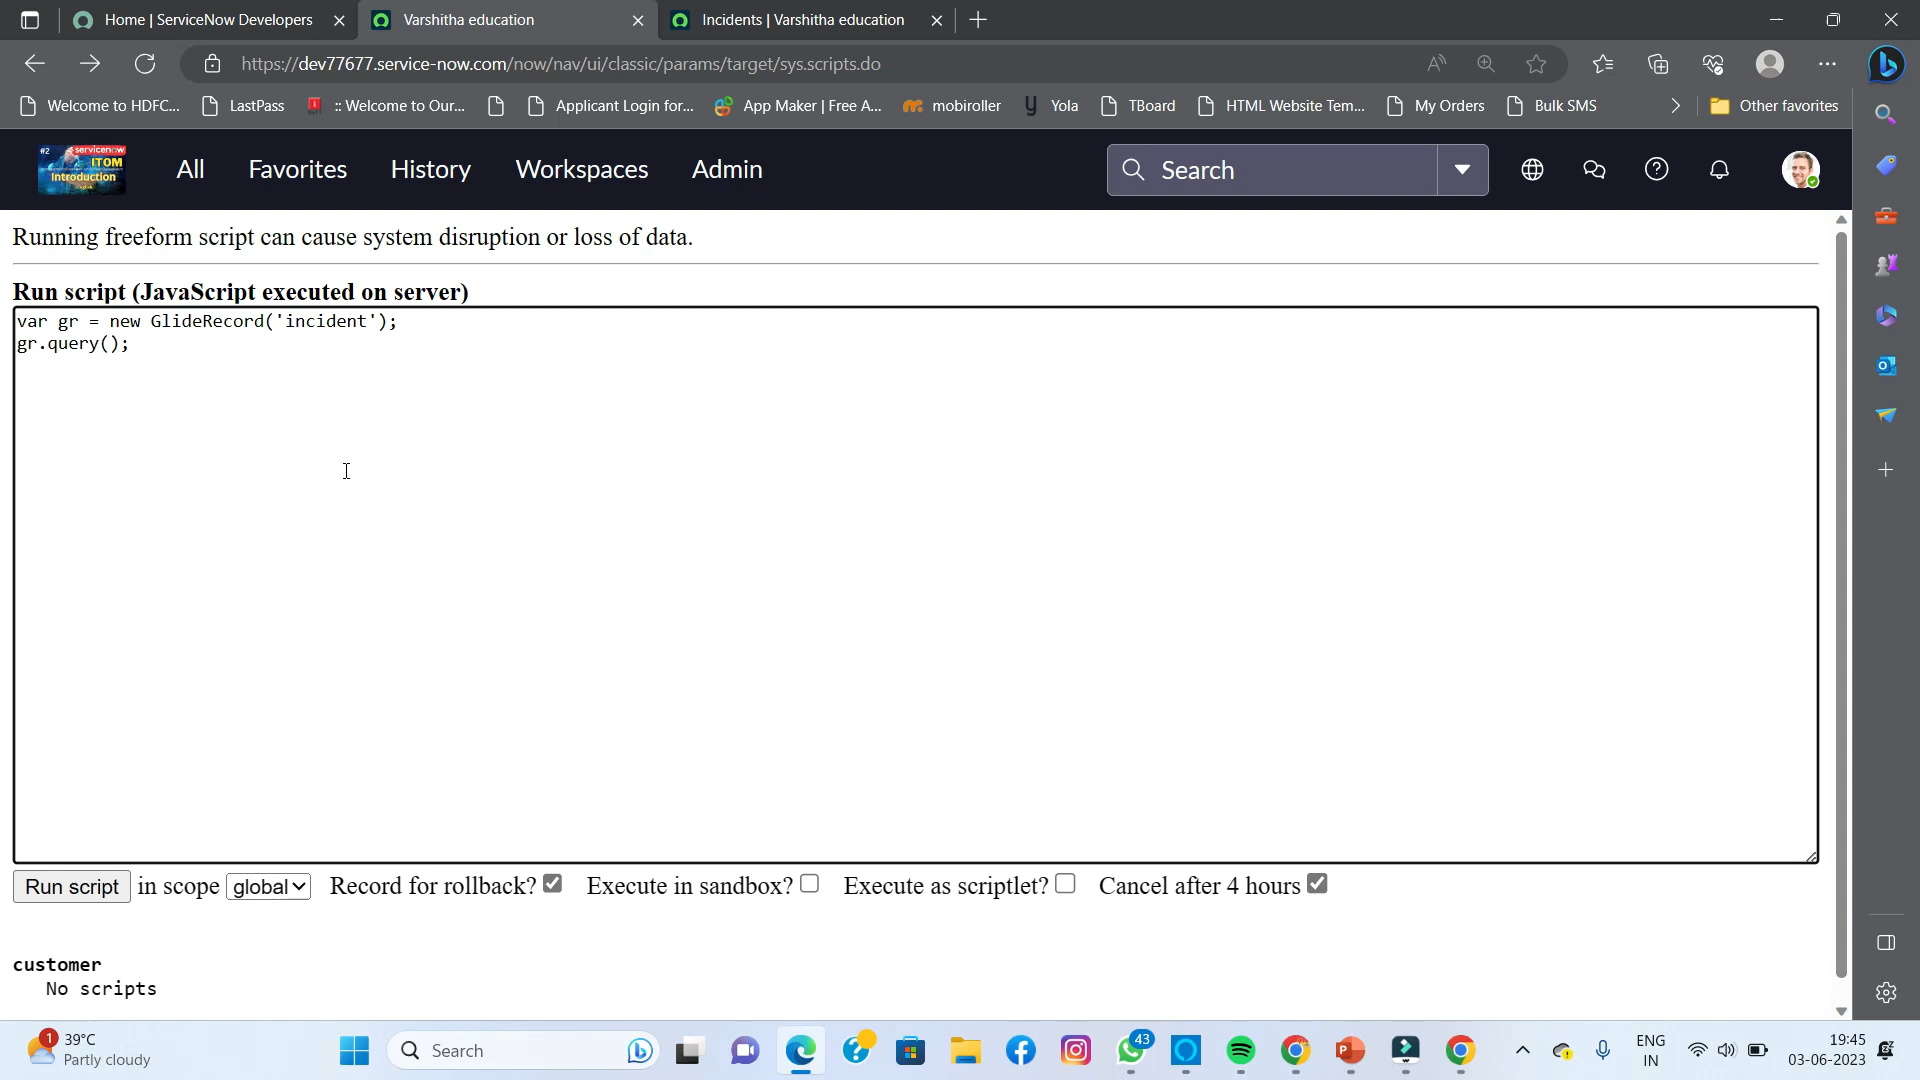 Home | ServiceNow Developers
Varshitha education
Incidents | Varshitha education
https://dev77677.service-now.com/now/nav/ui/classic/params/target/sys.scripts.do
Welcome to HDFC...
LastPass
:: Welcome to Our...
Applicant Login for...
App Maker | Free A...
mobiroller
Yola
TBoard
HTML Website Tem...
My Orders
Bulk SMS
Other favorites
#2 servicenow
ITOM
Introduction
All
Favorites
History
Workspaces
Admin
Search
Running freeform script can cause system disruption or loss of data.
Run script (JavaScript executed on server)
var gr = new GlideRecord('incident');
gr.query();
Run script in scope global Record for rollback? Execute in sandbox? Execute as scriptlet? Cancel after 4 hours
customer
No scripts
1
39°C
Partly cloudy
Search
43
ENG
IN
19:45
03-06-2023